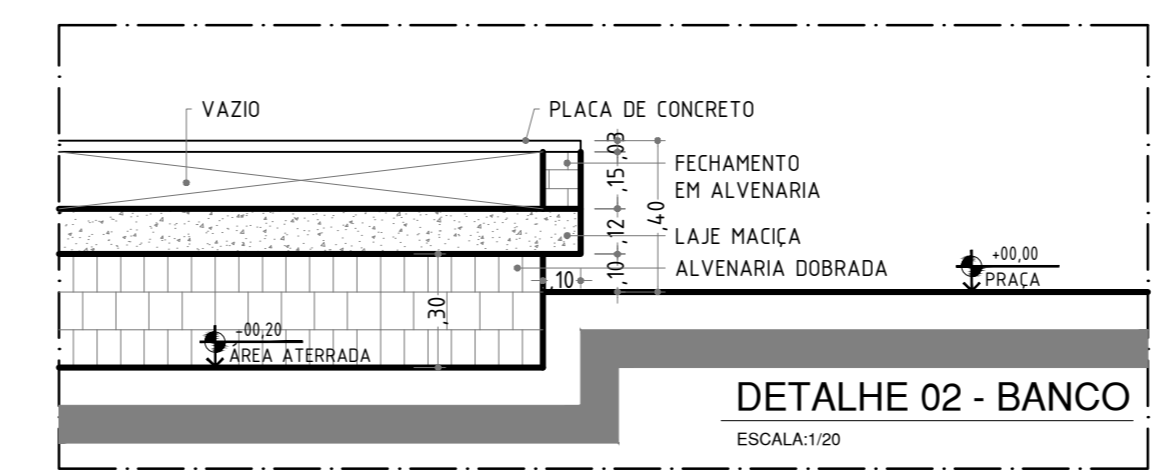 VAZIO
PLACA DE CONCRETO
,03
,15
FECHAMENTO
EM ALVENARIA
,40
,12
LAJE MACIÇA
,10
,10
ALVENARIA DOBRADA
+00,00
PRAÇA
,30
-00,20
ÁREA ATERRADA
DETALHE 02 - BANCO
ESCALA:1/20